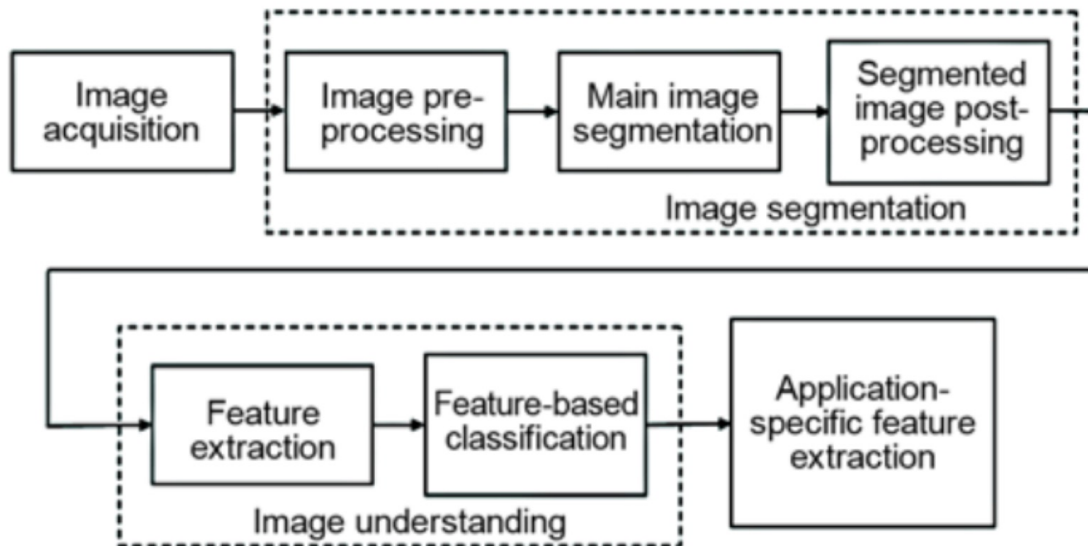 Image
acquisition
Image pre-
processing
Main image
segmentation
Segmented
image post-
processing
Image segmentation
Feature
extraction
Feature-based
classification
Application-
specific feature
extraction
Image understanding